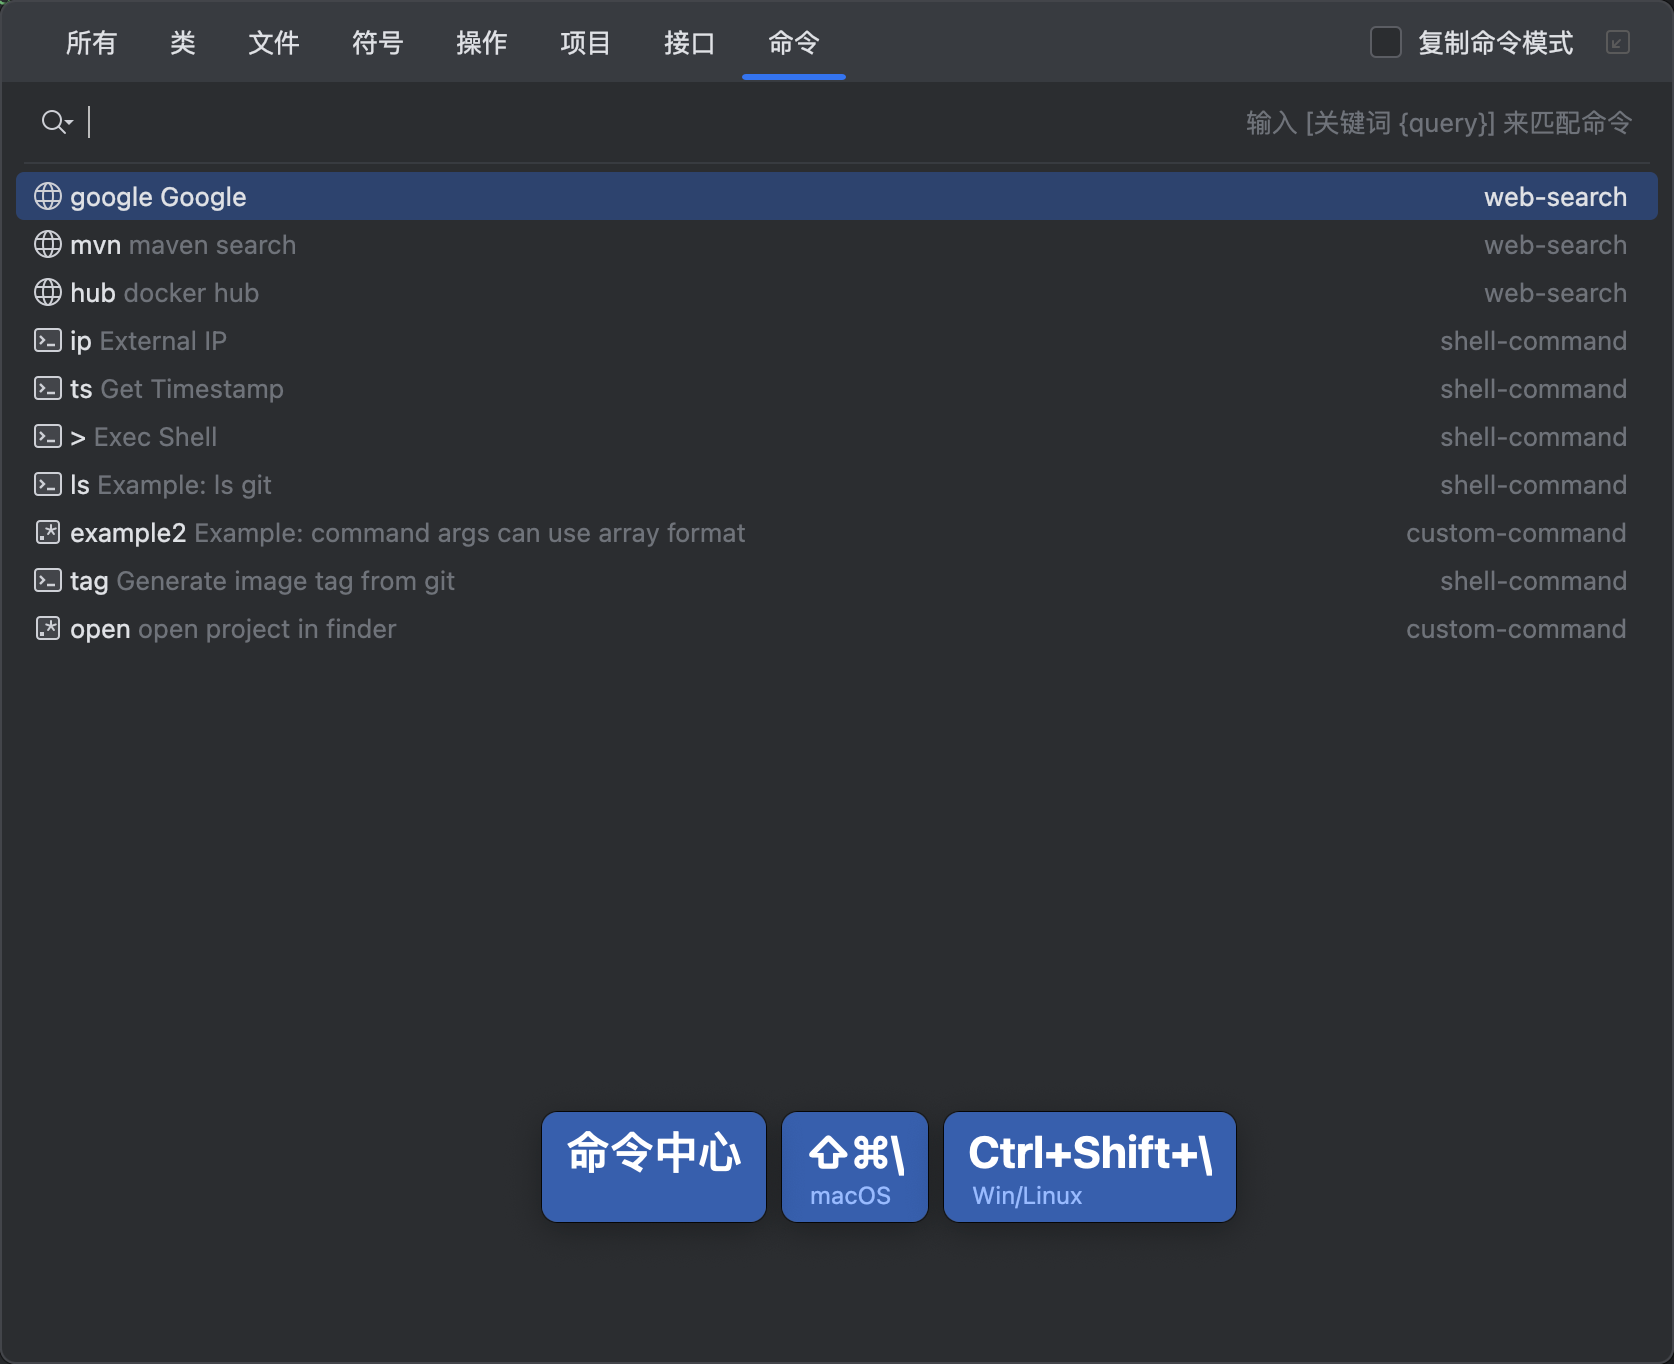 所有 类 文件 符号 操作 项目 接口 命令 复制命令模式
输入 [关键词 {query}] 来匹配命令
google Google web-search
mvn maven search web-search
hub docker hub web-search
ip External IP shell-command
ts Get Timestamp shell-command
> Exec Shell shell-command
ls Example: ls git shell-command
example2 Example: command args can use array format custom-command
tag Generate image tag from git shell-command
open open project in finder custom-command
命令中心 ⇧⌘\ Ctrl+Shift+\
macOS Win/Linux